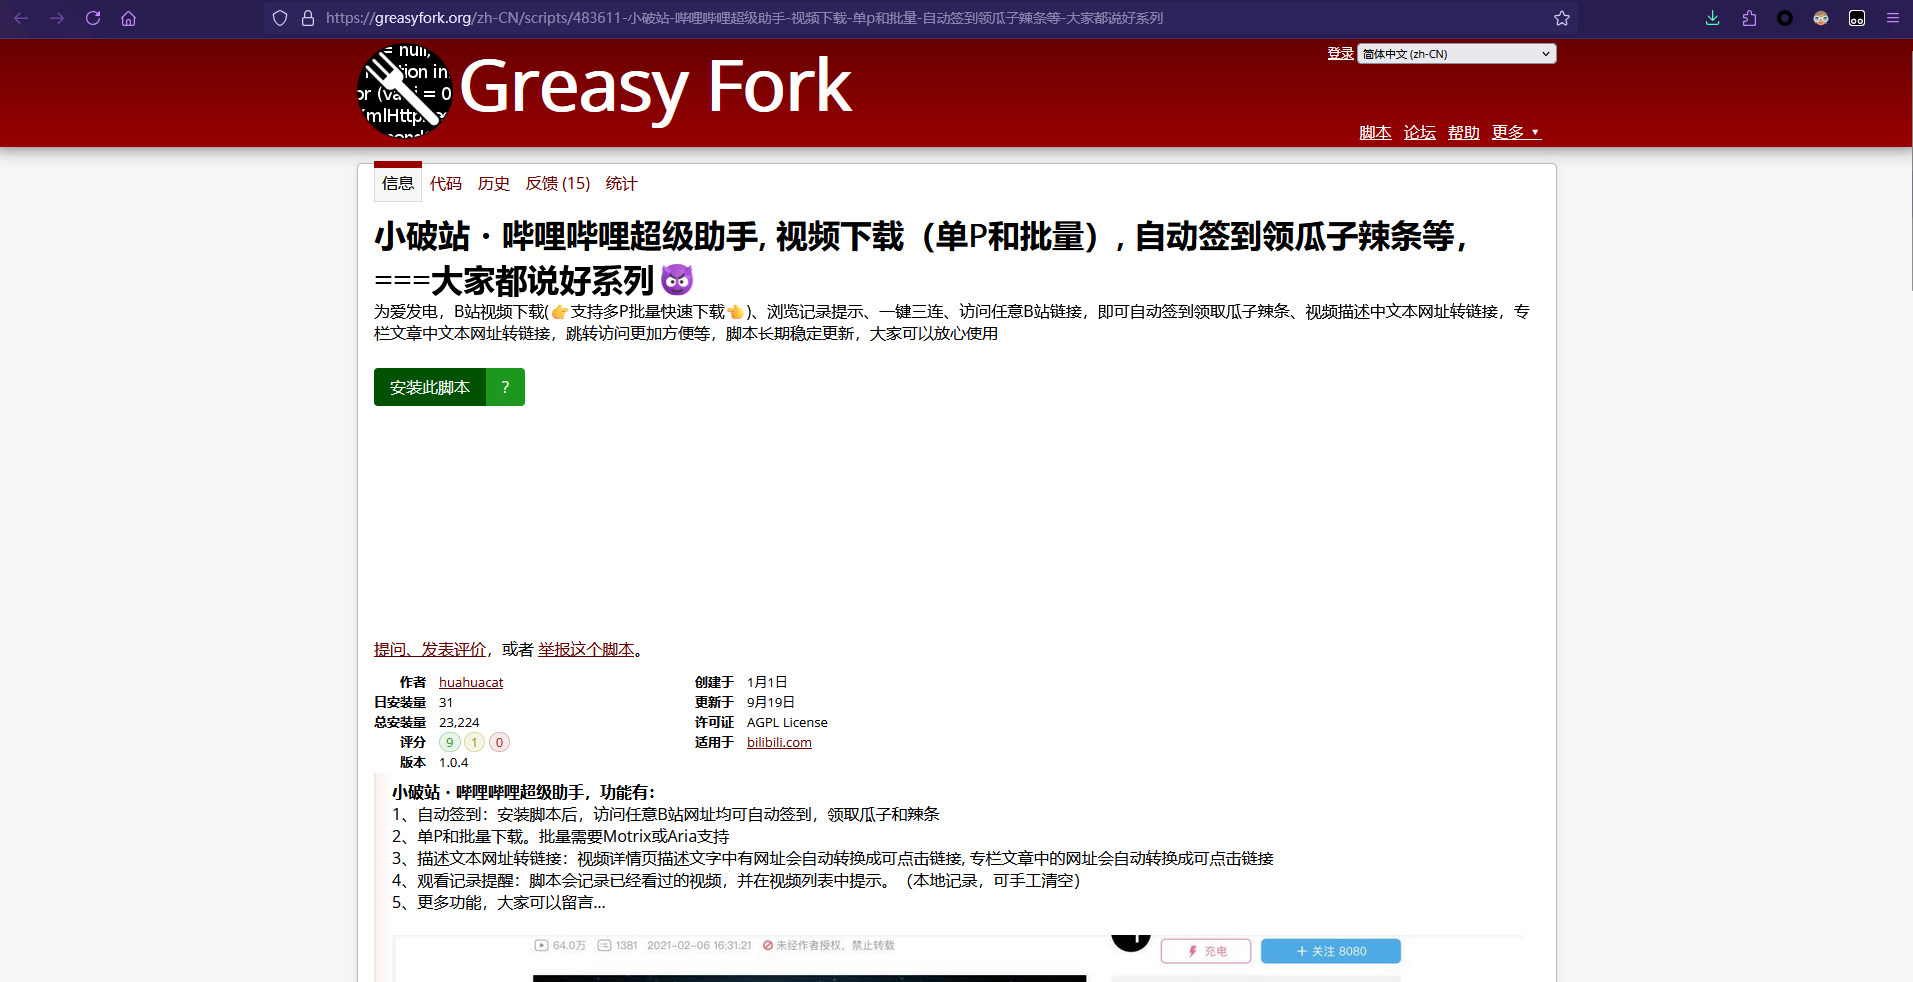 https://greasyfork.org/zh-CN/scripts/483611-小破站-哔哩哔哩超级助手-视频下载-单p和批量-自动签到领瓜子辣条等-大家都说好系列
= null,
tion in
or (va i = 0
XmlHttp
cond
Greasy Fork
登录 简体中文 (zh-CN)
脚本 论坛 帮助 更多 ▼
信息 代码 历史 反馈 (15) 统计
小破站・哔哩哔哩超级助手, 视频下载（单P和批量）, 自动签到领瓜子辣条等，
===大家都说好系列😈
为爱发电，B站视频下载(👉支持多P批量快速下载👈)、浏览记录提示、一键三连、访问任意B站链接，即可自动签到领取瓜子辣条、视频描述中文本网址转链接，专
栏文章中文本网址转链接，跳转访问更加方便等，脚本长期稳定更新，大家可以放心使用
安装此脚本 ?
提问、发表评价，或者 举报这个脚本。
作者 huahuacat 创建于 1月1日
日安装量 31 更新于 9月19日
总安装量 23,224 许可证 AGPL License
评分 9 1 0 适用于 bilibili.com
版本 1.0.4
小破站・哔哩哔哩超级助手，功能有：
1、自动签到：安装脚本后，访问任意B站网址均可自动签到，领取瓜子和辣条
2、单P和批量下载。批量需要Motrix或Aria支持
3、描述文本网址转链接：视频详情页描述文字中有网址会自动转换成可点击链接, 专栏文章中的网址会自动转换成可点击链接
4、观看记录提醒：脚本会记录已经看过的视频，并在视频列表中提示。（本地记录，可手工清空）
5、更多功能，大家可以留言...
64.0万 1381 2021-02-06 16:31:21 未经作者授权，禁止转载
充电 + 关注 8080